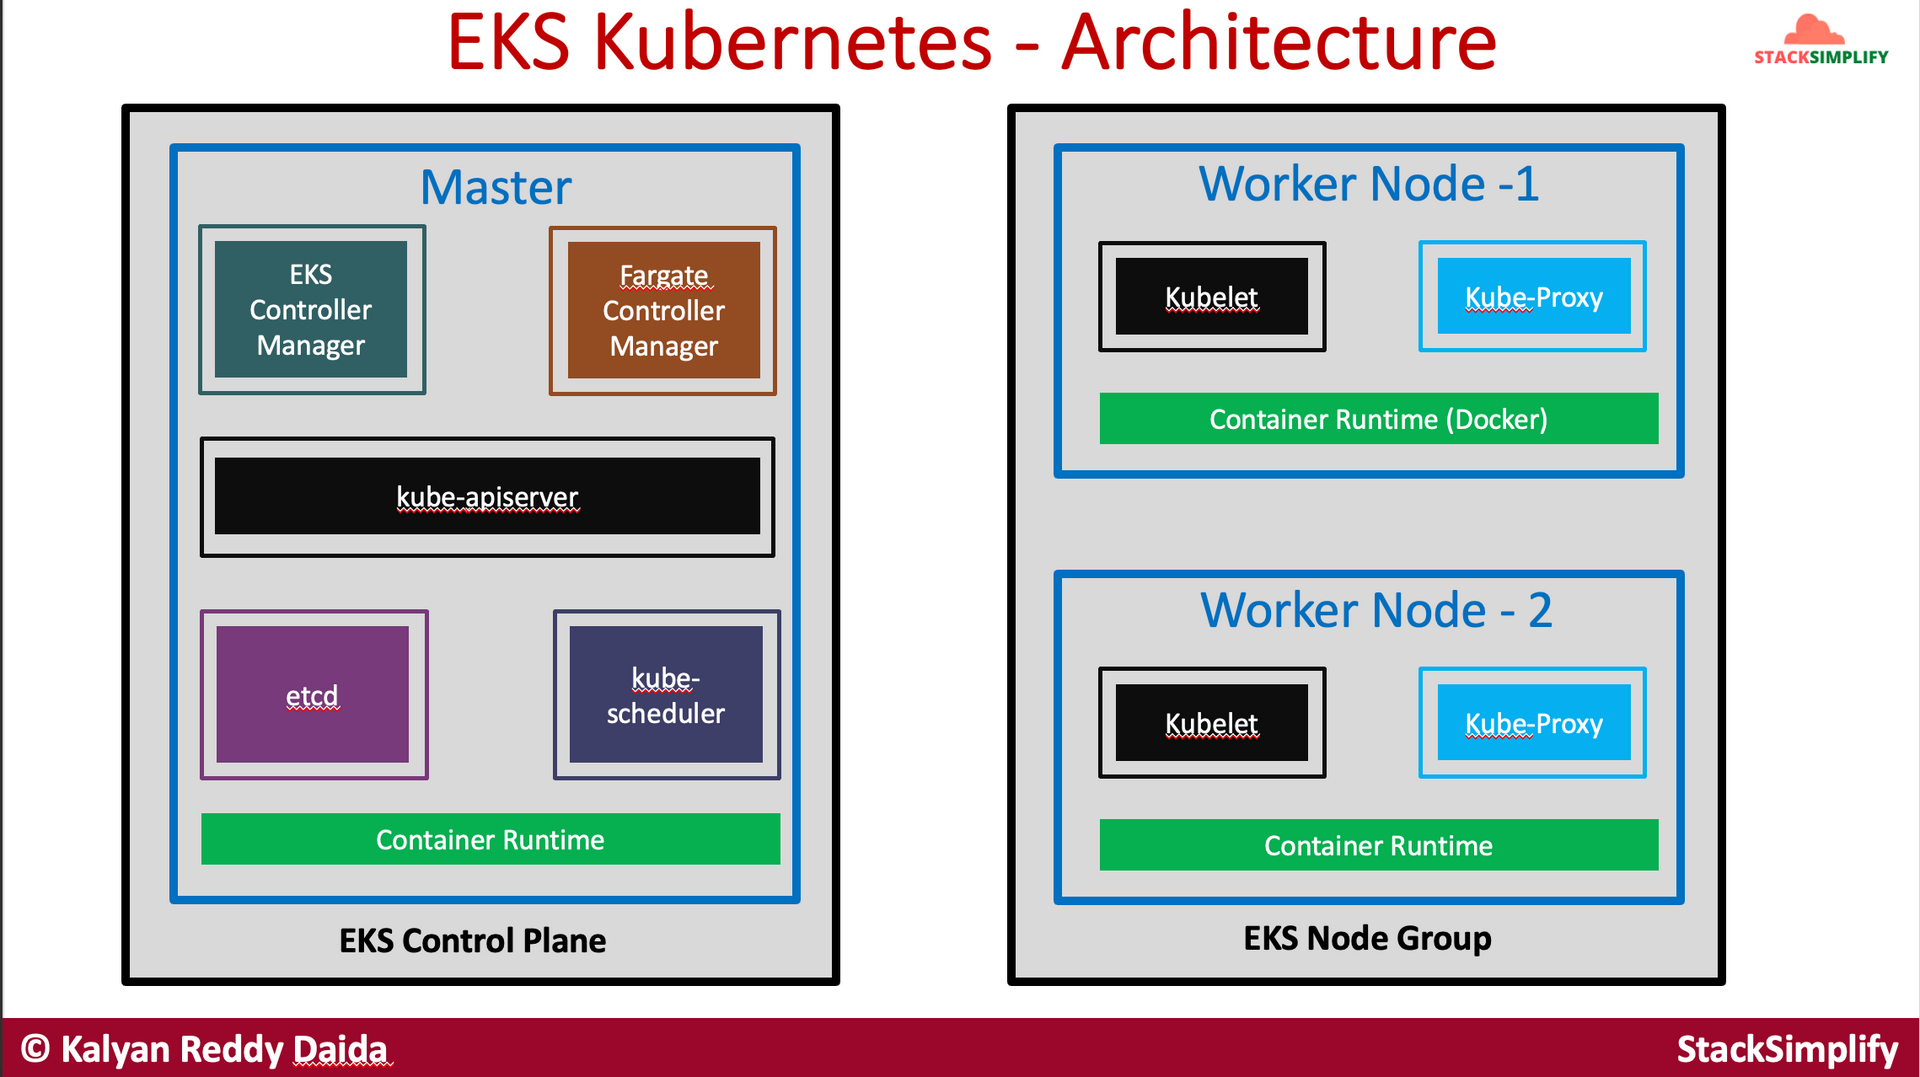 EKS Kubernetes - Architecture
STACKSIMPLIFY
Master
EKS
Controller
Manager
Fargate
Controller
Manager
kube-apiserver
etcd
kube-
scheduler
Container Runtime
EKS Control Plane
Worker Node -1
Kubelet
Kube-Proxy
Container Runtime (Docker)
Worker Node - 2
Kubelet
Kube-Proxy
Container Runtime
EKS Node Group
© Kalyan Reddy Daida
StackSimplify